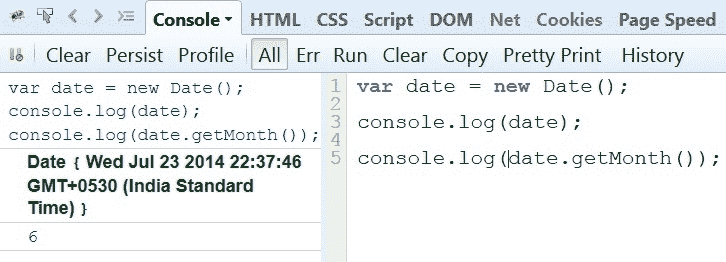 Console HTML CSS Script DOM Net Cookies Page Speed
Clear Persist Profile All Err Run Clear Copy Pretty Print History
var date = new Date();
console.log(date);
console.log(date.getMonth());
Date { Wed Jul 23 2014 22:37:46
GMT+0530 (India Standard
Time) }
6
1 var date = new Date();
2
3 console.log(date);
4
5 console.log(date.getMonth());